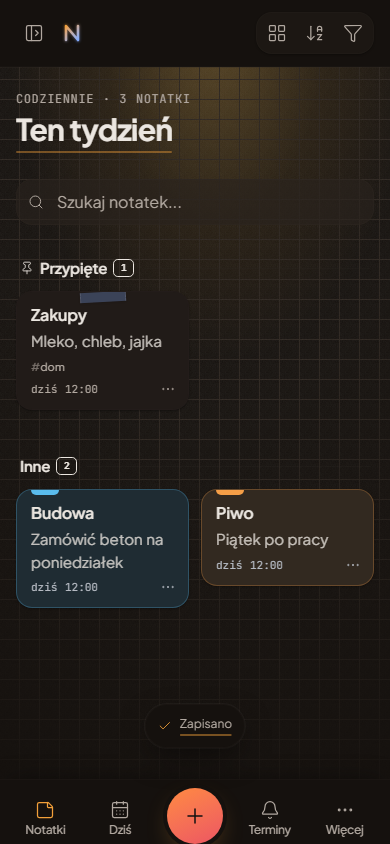 N
CODZIENNIE · 3 NOTATKI
Ten tydzień
Szukaj notatek...
Przypięte 1
Zakupy
Mleko, chleb, jajka
#dom
dziś 12:00
Inne 2
Budowa
Zamówić beton na
poniedziałek
dziś 12:00
Piwo
Piątek po pracy
dziś 12:00
Zapisano
Notatki
Dziś
Terminy
Więcej